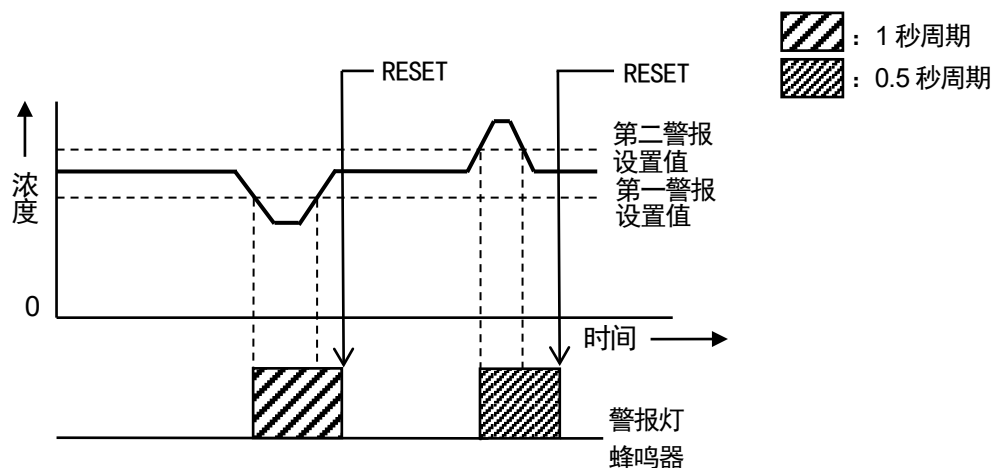 ：1 秒周期
：0.5 秒周期
RESET
RESET
第二警报
设置值
第一警报
设置值
浓度
0
时间
警报灯
蜂鸣器